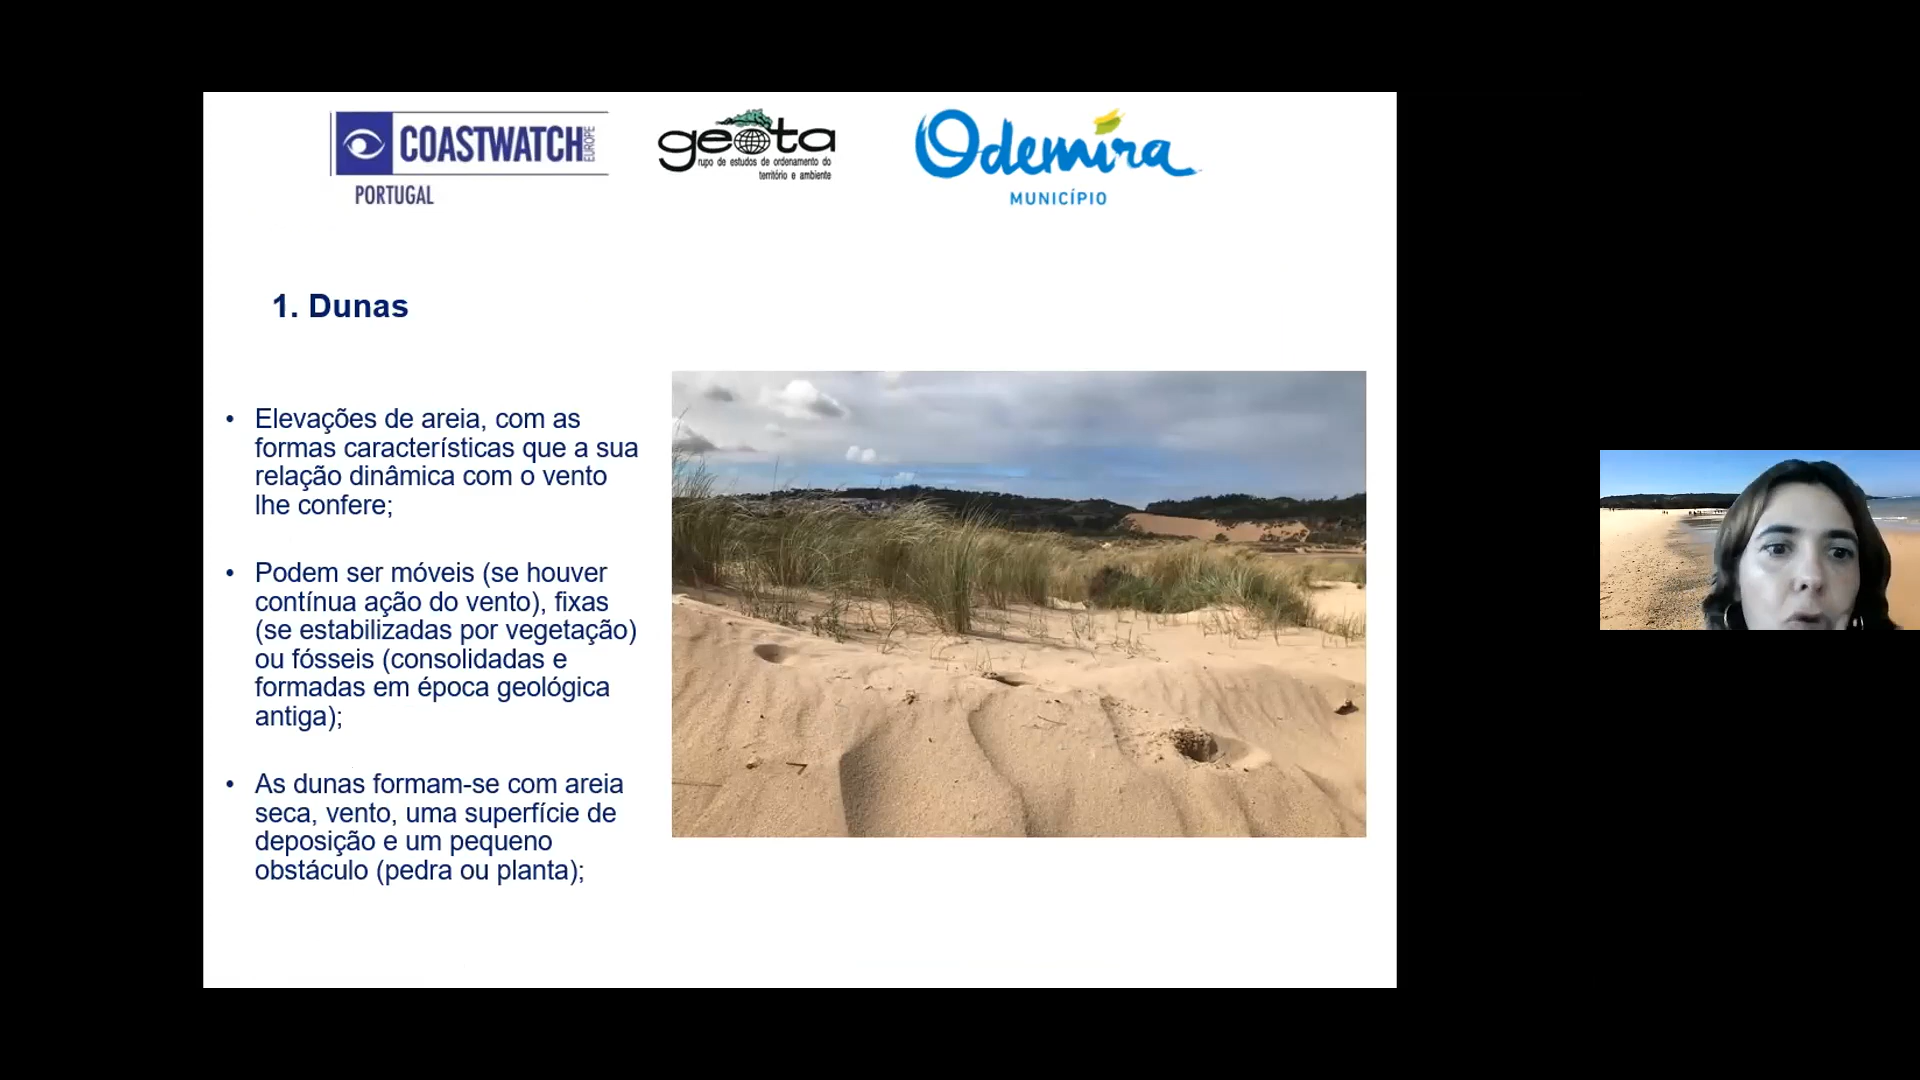 COASTWATCH EUROPE
PORTUGAL
geota
rupo de estudos de ordenamento do
território e ambiente
Odemira
MUNICÍPIO
1. Dunas
• Elevações de areia, com as
formas características que a sua
relação dinâmica com o vento
lhe confere;
• Podem ser móveis (se houver
contínua ação do vento), fixas
(se estabilizadas por vegetação)
ou fósseis (consolidadas e
formadas em época geológica
antiga);
• As dunas formam-se com areia
seca, vento, uma superfície de
deposição e um pequeno
obstáculo (pedra ou planta);